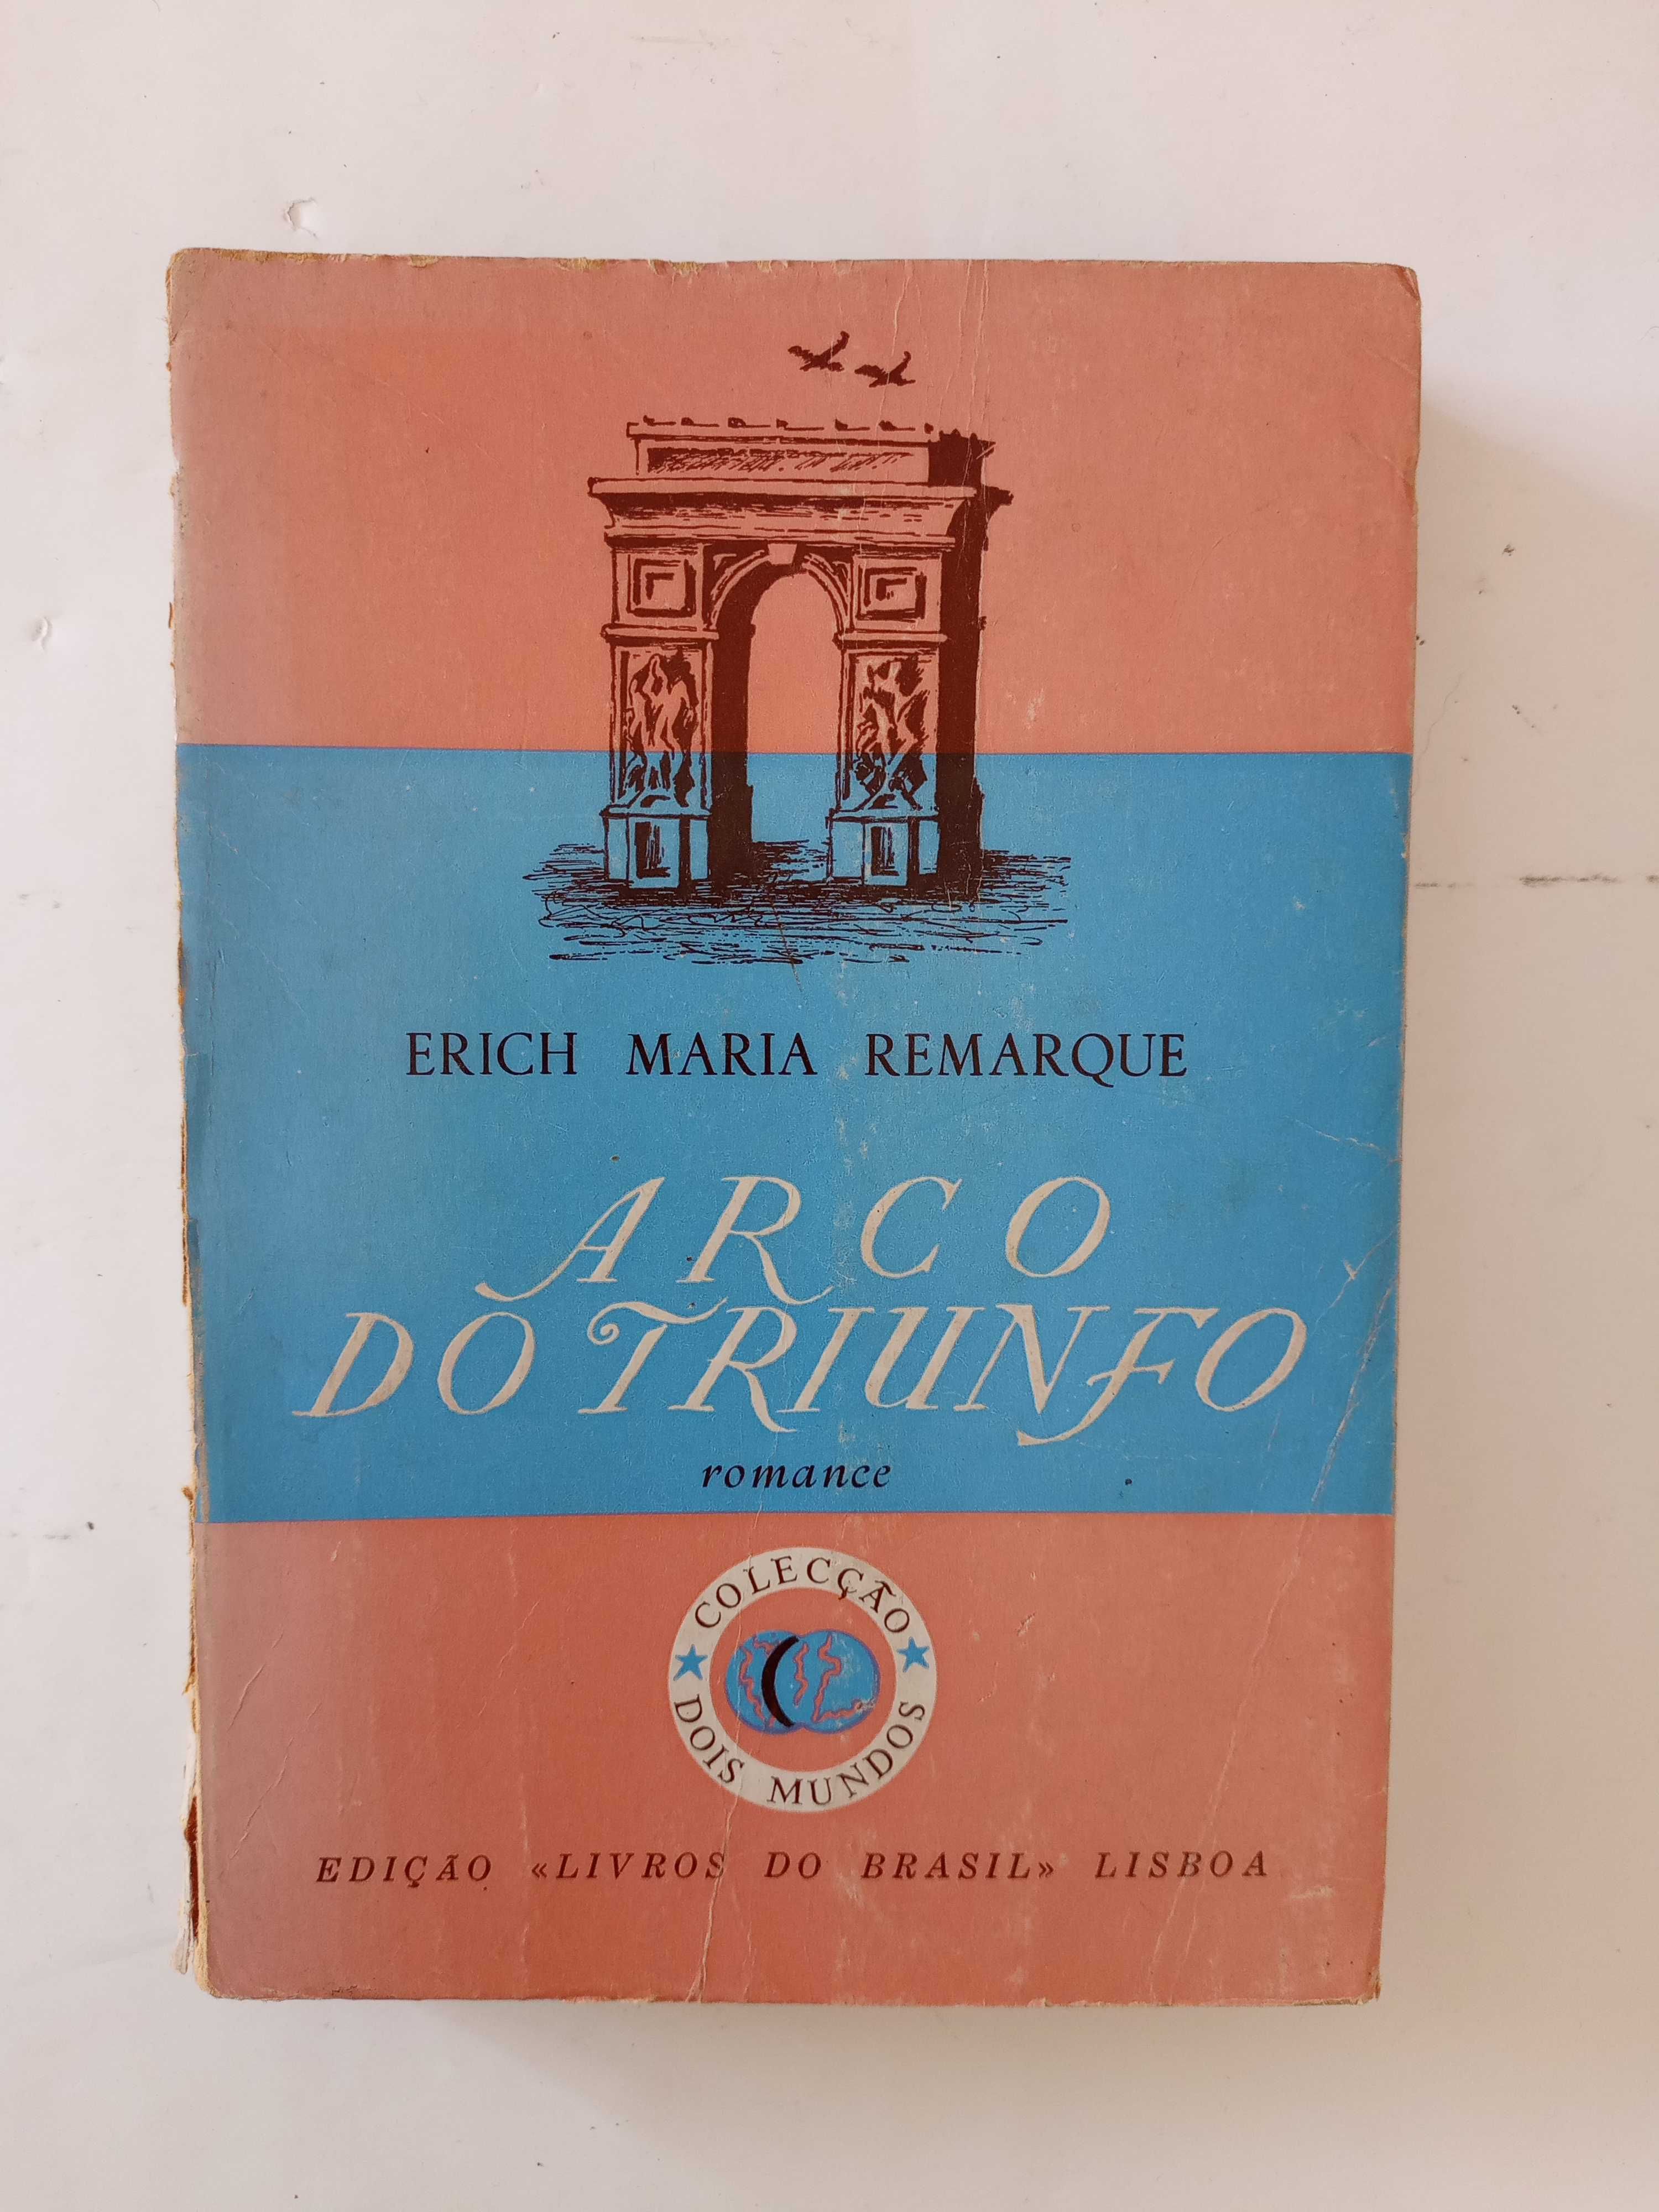 ERICH MARIA REMARQUE
ARCO
DO TRIUNFO
romance
COLECÇÃO
DOIS MUNDOS
EDIÇÃO «LIVROS DO BRASIL» LISBOA